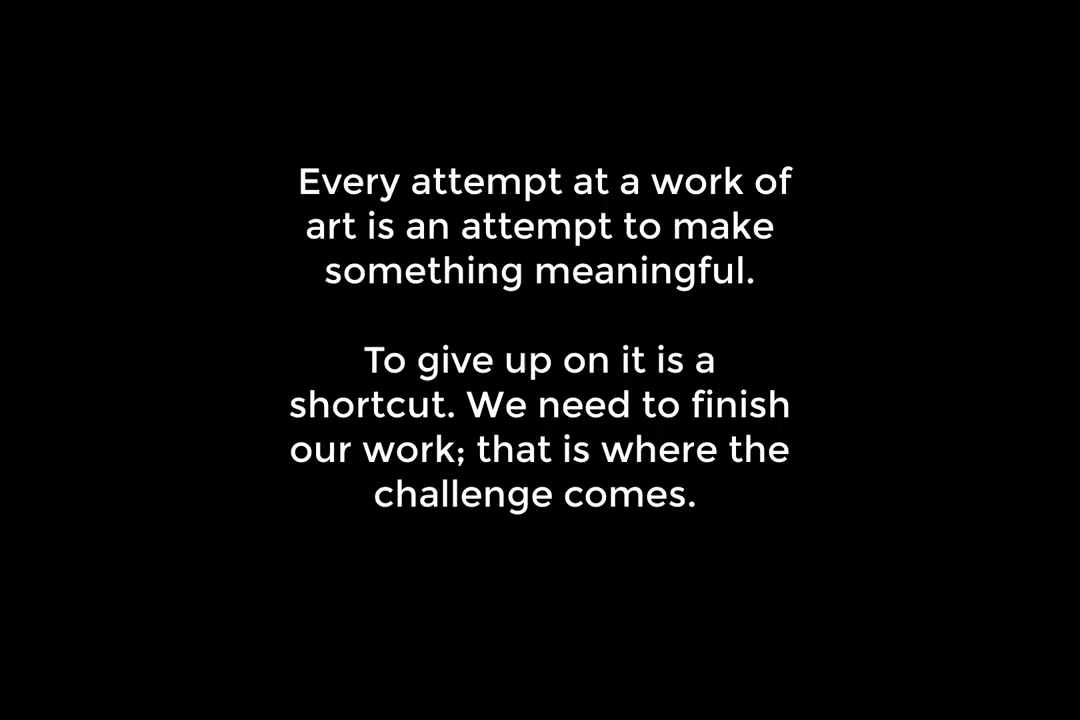 Every attempt at a work of
art is an attempt to make
something meaningful.
To give up on it is a
shortcut. We need to finish
our work; that is where the
challenge comes.